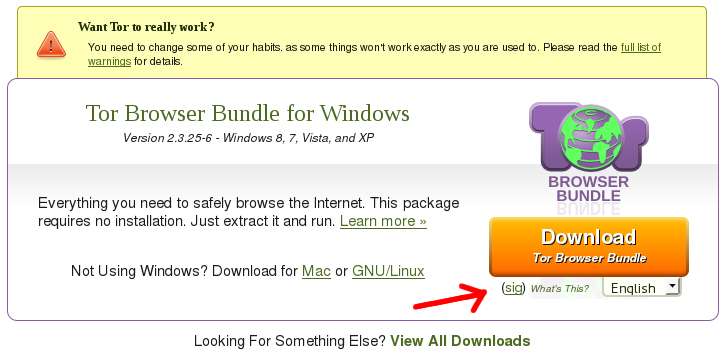 Want Tor to really work?
You need to change some of your habits, as some things won't work exactly as you are used to. Please read the full list of
warnings for details.
Tor Browser Bundle for Windows
Version 2.3.25-6 - Windows 8, 7, Vista, and XP
Tor
BROWSER
BUNDLE
Everything you need to safely browse the Internet. This package
requires no installation. Just extract it and run. Learn more »
Download
Tor Browser Bundle
Not Using Windows? Download for Mac or GNU/Linux
(sig) What's This? English
Looking For Something Else? View All Downloads